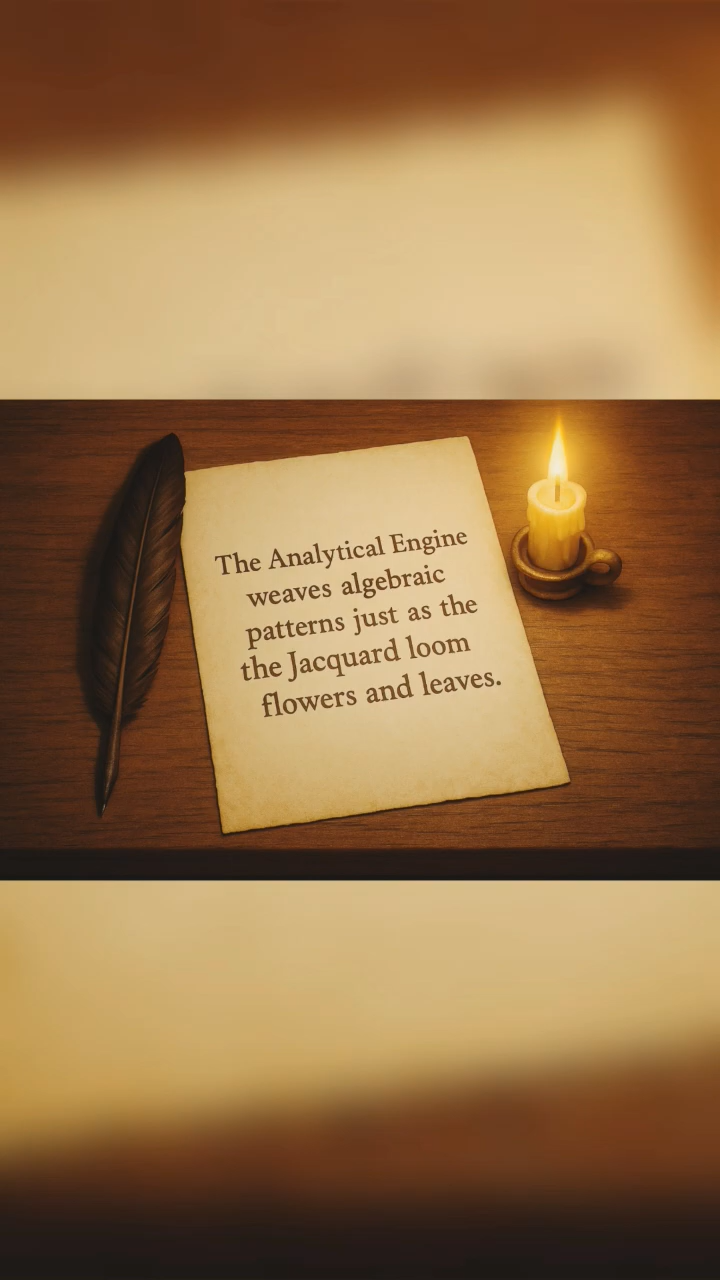 The Analytical Engine
weaves algebraic
patterns just as the
the Jacquard loom
flowers and leaves.